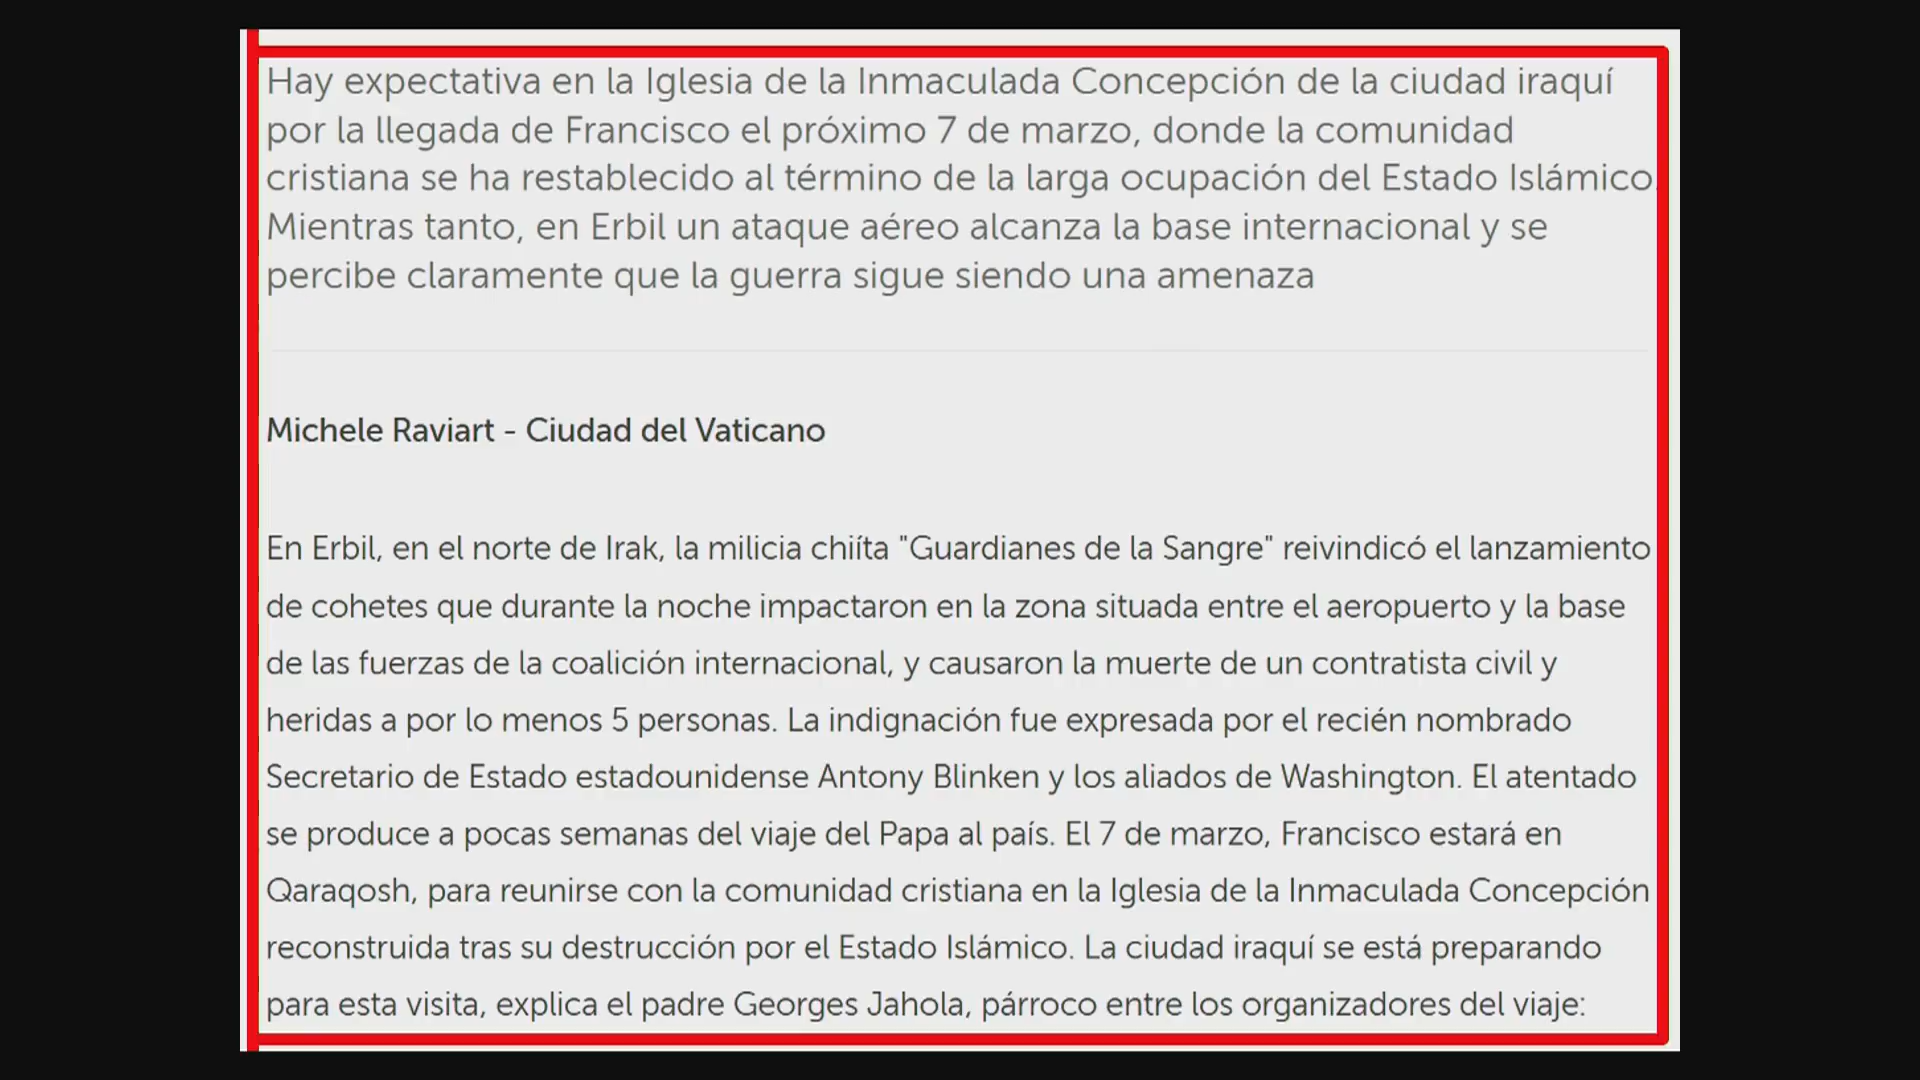 Hay expectativa en la Iglesia de la Inmaculada Concepción de la ciudad iraquí
por la llegada de Francisco el próximo 7 de marzo, donde la comunidad
cristiana se ha restablecido al término de la larga ocupación del Estado Islámico.
Mientras tanto, en Erbil un ataque aéreo alcanza la base internacional y se
percibe claramente que la guerra sigue siendo una amenaza
Michele Raviart - Ciudad del Vaticano
En Erbil, en el norte de Irak, la milicia chiíta "Guardianes de la Sangre" reivindicó el lanzamiento
de cohetes que durante la noche impactaron en la zona situada entre el aeropuerto y la base
de las fuerzas de la coalición internacional, y causaron la muerte de un contratista civil y
heridas a por lo menos 5 personas. La indignación fue expresada por el recién nombrado
Secretario de Estado estadounidense Antony Blinken y los aliados de Washington. El atentado
se produce a pocas semanas del viaje del Papa al país. El 7 de marzo, Francisco estará en
Qaraqosh, para reunirse con la comunidad cristiana en la Iglesia de la Inmaculada Concepción
reconstruida tras su destrucción por el Estado Islámico. La ciudad iraquí se está preparando
para esta visita, explica el padre Georges Jahola, párroco entre los organizadores del viaje: